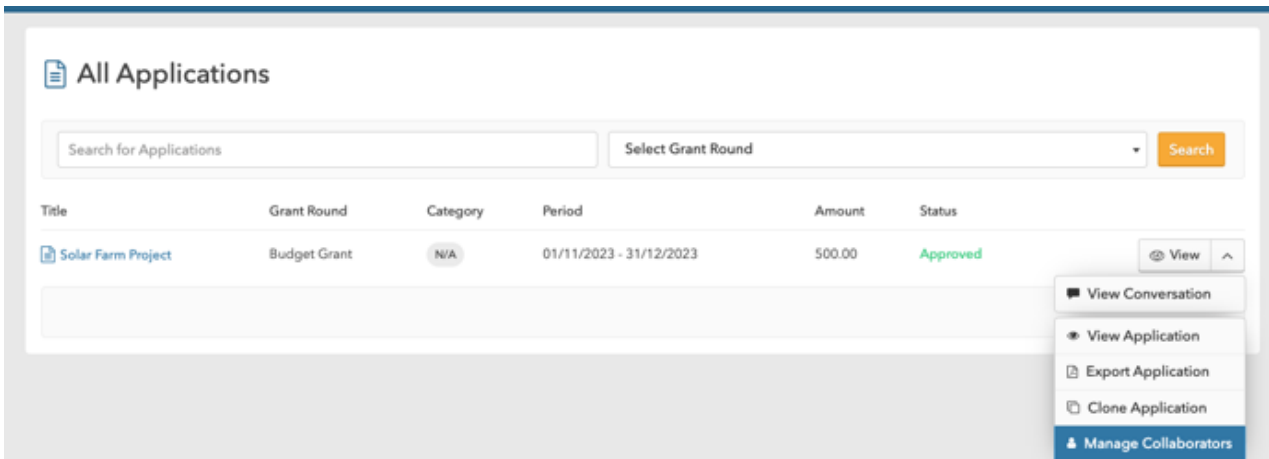 All Applications
Search for Applications
Select Grant Round
Search
Title Grant Round Category Period Amount Status
Solar Farm Project Budget Grant N/A 01/11/2023 - 31/12/2023 500.00 Approved View
View Conversation
View Application
Export Application
Clone Application
Manage Collaborators